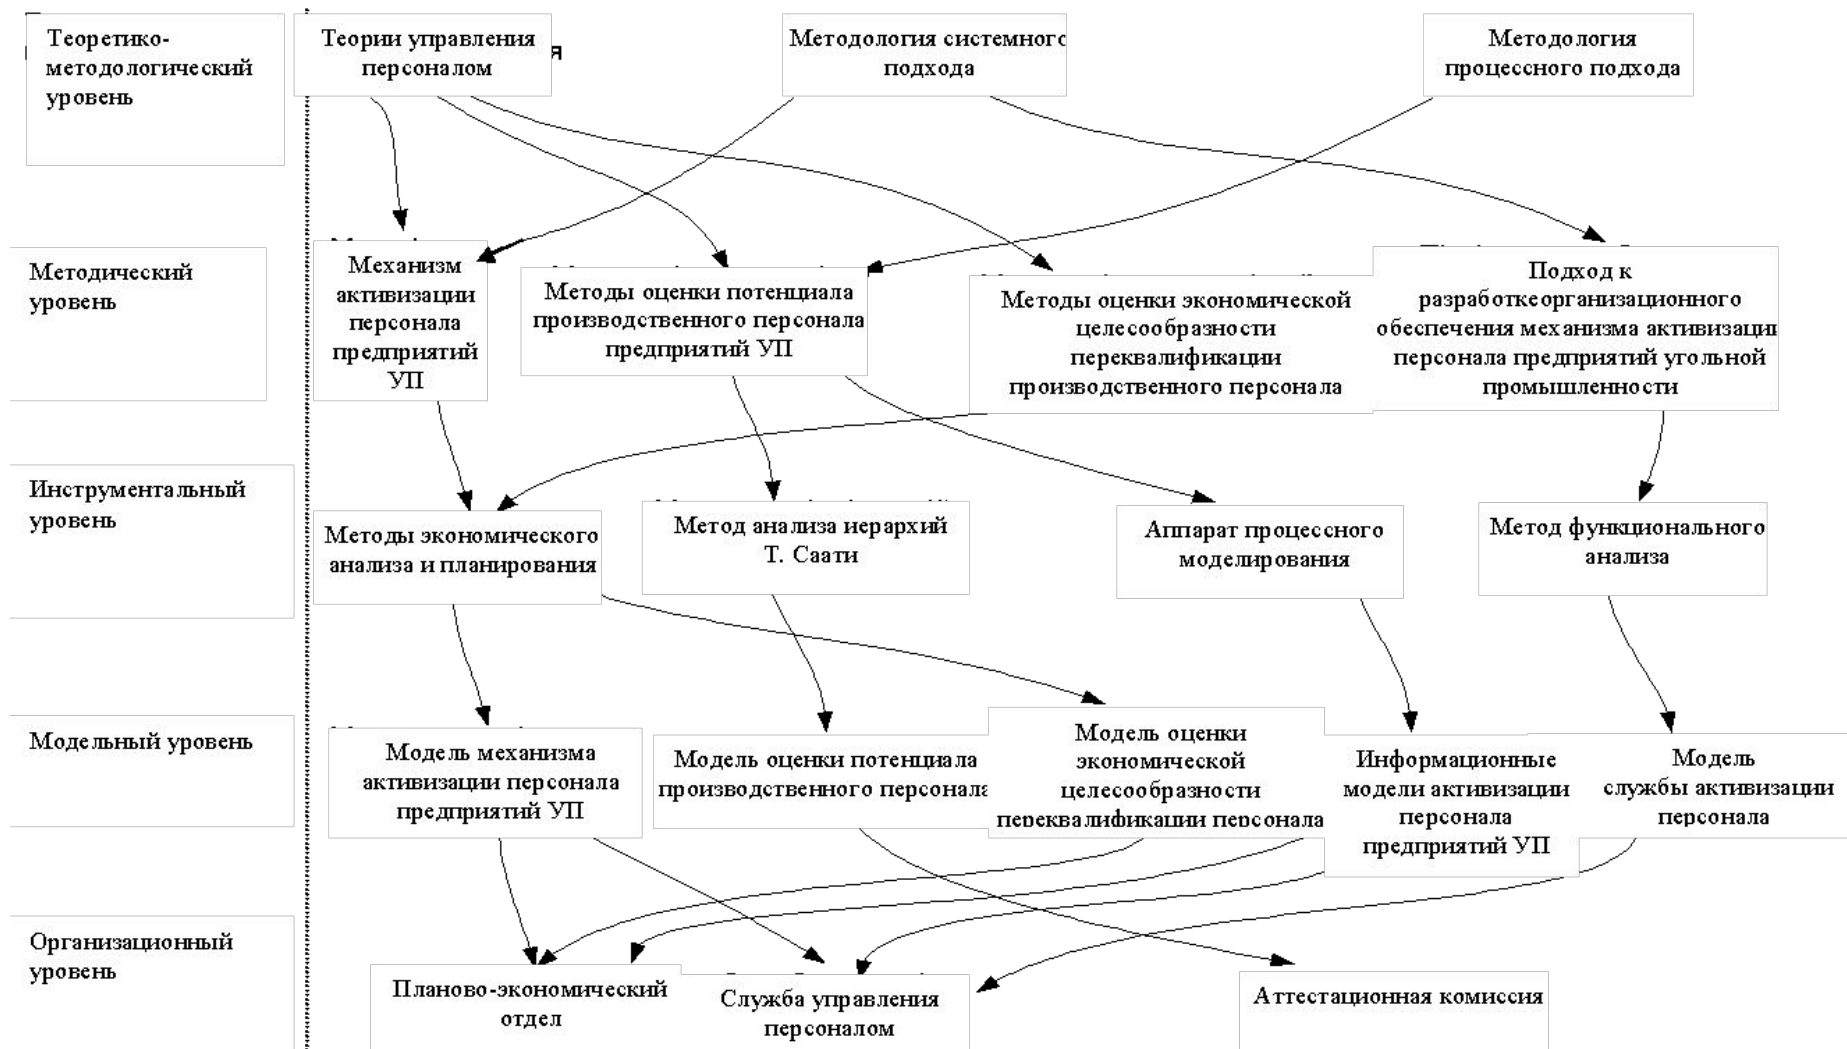 Теоретико-
методологический
уровень
Теории управления
персоналом
я
Методология системного
подхода
Методология
процессного подхода
Методический
уровень
Механизм
активизации
персонала
предприятий
УП
Методы оценки потенциала
производственного персонала
предприятий УП
Методы оценки экономической
целесообразности
переквалификации
производственного персонала
Подход к
разработкеорганизационного
обеспечения механизма активизации
персонала предприятий угольной
промышленности
Инструментальный
уровень
Методы экономического
анализа и планирования
Метод анализа иерархий
Т. Саати
Аппарат процессного
моделирования
Метод функционального
анализа
Модельный уровень
Модель механизма
активизации персонала
предприятий УП
Модель оценки потенциала
производственного персонала
Модель оценки
экономической
целесообразности
переквалификации персонала
Информационные
модели активизации
персонала
предприятий УП
Модель
службы активизации
персонала
Организационный
уровень
Планово-экономический
отдел
Служба управления
персоналом
Аттестационная комиссия